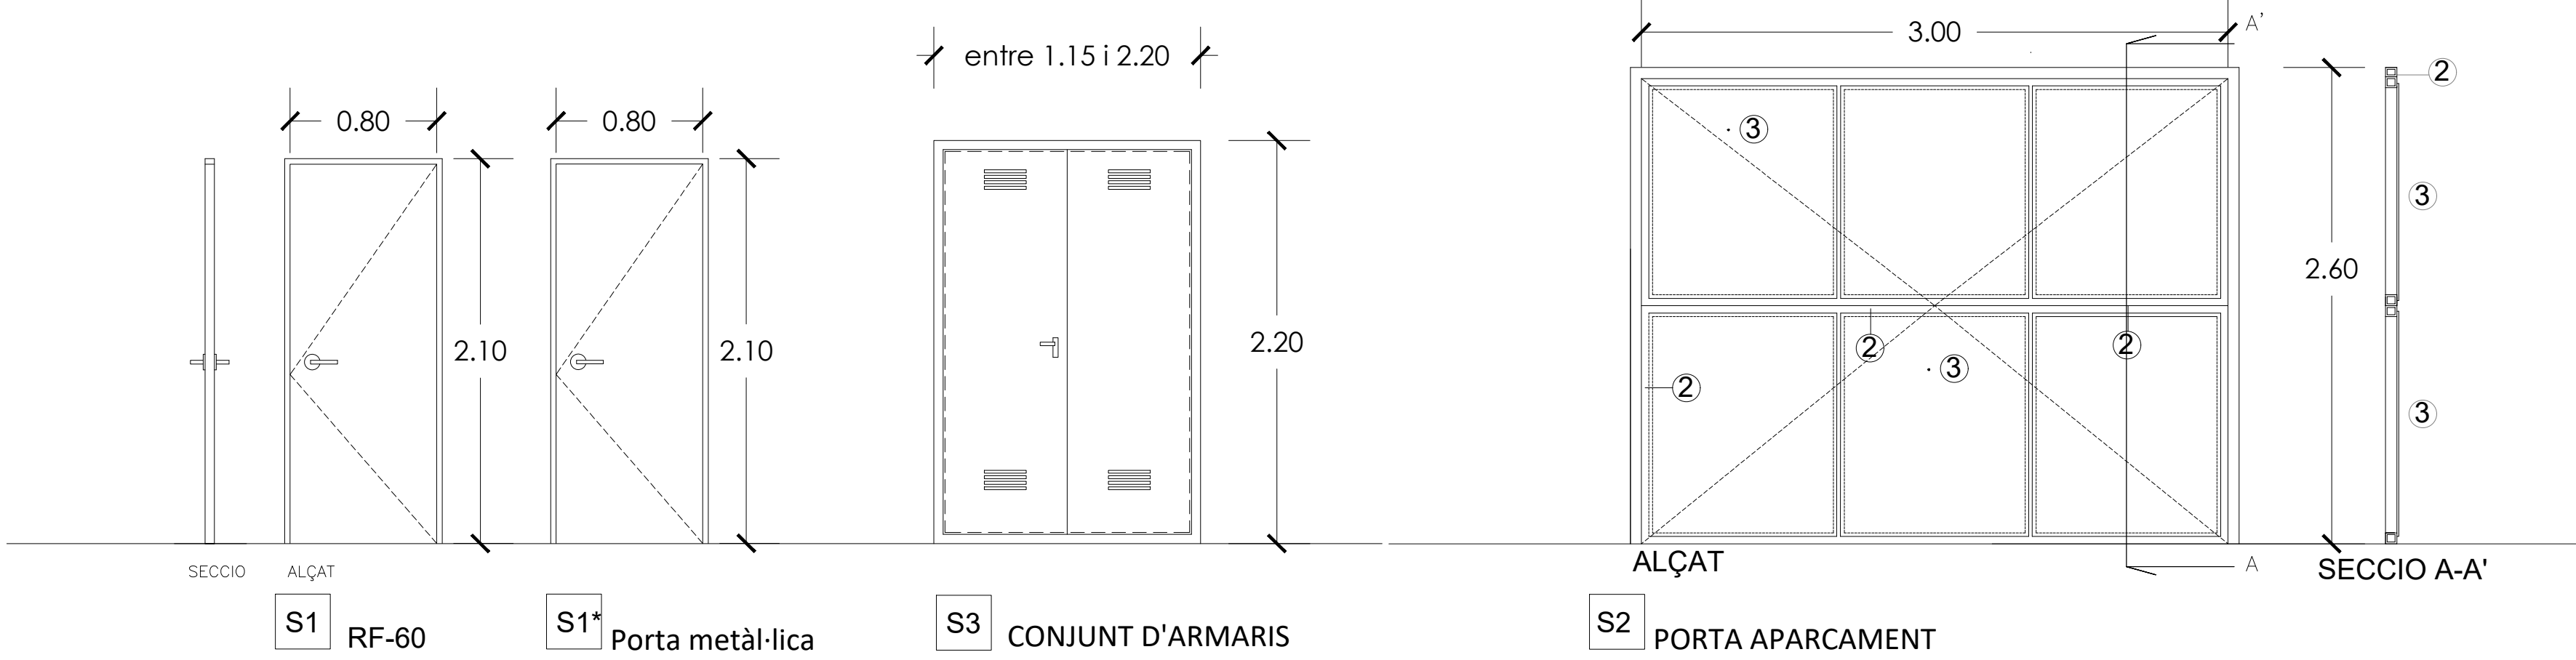 0.80
2.10
SECCIO
ALÇAT
S1
RF-60
0.80
2.10
S1*
Porta metàl·lica
entre 1.15 i 2.20
2.20
S3
CONJUNT D'ARMARIS
3.00
A'
3
2
2
3
2
A
ALÇAT
S2
PORTA APARCAMENT
2.60
2
3
3
SECCIO A-A'